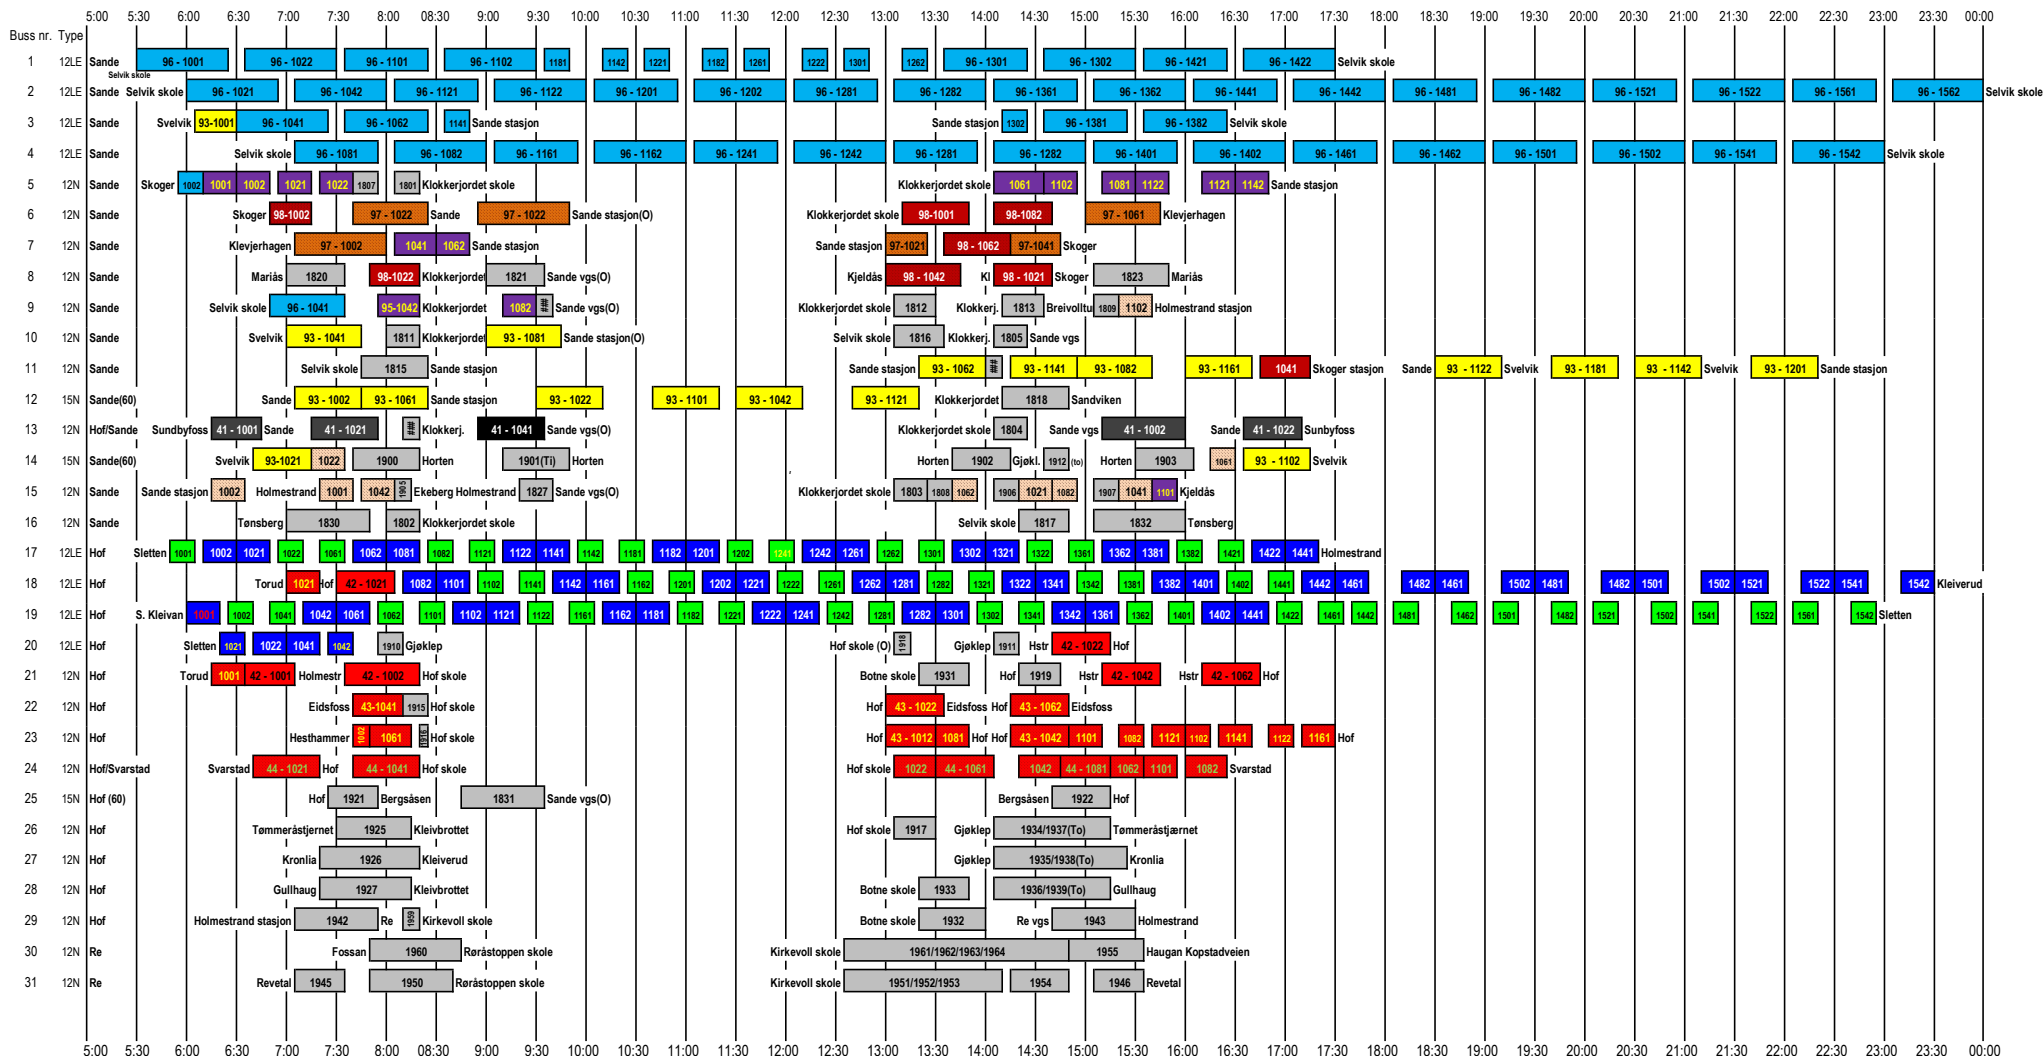 5:00 5:30 6:00 6:30 7:00 7:30 8:00 8:30 9:00 9:30 10:00 10:30 11:00 11:30 12:00 12:30 13:00 13:30 14:00 14:30 15:00 15:30 16:00 16:30 17:00 17:30 18:00 18:30 19:00 19:30 20:00 20:30 21:00 21:30 22:00 22:30 23:00 23:30 00:00
Buss nr. Type
1 12LE Sande 96 - 1001 96 - 1022 96 - 1101 96 - 1102 1181 1142 1221 1182 1261 1222 1301 1262 96 - 1301 96 - 1302 96 - 1421 96 - 1422 Selvik skole
Selvik skole
2 12LE Sande Selvik skole 96 - 1021 96 - 1042 96 - 1121 96 - 1122 96 - 1201 96 - 1202 96 - 1281 96 - 1282 96 - 1361 96 - 1362 96 - 1441 96 - 1442 96 - 1481 96 - 1482 96 - 1521 96 - 1522 96 - 1561 96 - 1562 Selvik skole
3 12LE Sande Svelvik 93-1001 96 - 1041 96 - 1062 1141 Sande stasjon Sande stasjon 1302 96 - 1381 96 - 1382 Selvik skole
4 12LE Sande Selvik skole 96 - 1081 96 - 1082 96 - 1161 96 - 1162 96 - 1241 96 - 1242 96 - 1281 96 - 1282 96 - 1401 96 - 1402 96 - 1461 96 - 1462 96 - 1501 96 - 1502 96 - 1541 96 - 1542 Selvik skole
5 12N Sande Skoger 1002 1001 1002 1021 1022 1807 1801 Klokkerjordet skole Klokkerjordet skole 1061 1102 1081 1122 1121 1142 Sande stasjon
6 12N Sande Skoger 98-1002 97 - 1022 Sande 97 - 1022 Sande stasjon(O) Klokkerjordet skole 98-1001 98-1082 97 - 1061 Klevjerhagen
7 12N Sande Klevjerhagen 97 - 1002 1041 1062 Sande stasjon Sande stasjon 97-1021 98 - 1062 97-1041 Skoger
8 12N Sande Mariås 1820 98-1022 Klokkerjordet 1821 Sande vgs(O) Kjeldås 98 - 1042 Kl 98 - 1021 Skoger 1823 Mariås
9 12N Sande Selvik skole 96 - 1041 95-1042 Klokkerjordet 1082 ## Sande vgs(O) Klokkerjordet skole 1812 Klokkerj. 1813 Breivolltu 1809 1102 Holmestrand stasjon
10 12N Sande Svelvik 93 - 1041 1811 Klokkerjordet 93 - 1081 Sande stasjon(O) Selvik skole 1816 Klokkerj. 1805 Sande vgs
11 12N Sande Selvik skole 1815 Sande stasjon Sande stasjon 93 - 1062 ## 93 - 1141 93 - 1082 93 - 1161 1041 Skoger stasjon Sande 93 - 1122 Svelvik 93 - 1181 93 - 1142 Svelvik 93 - 1201 Sande stasjon
12 15N Sande(60) Sande 93 - 1002 93 - 1061 Sande stasjon 93 - 1022 93 - 1101 93 - 1042 93 - 1121 Klokkerjordet 1818 Sandviken
13 12N Hof/Sande Sundbyfoss 41 - 1001 Sande 41 - 1021 ## Klokkerj. 41 - 1041 Sande vgs(O) Klokkerjordet skole 1804 Sande vgs 41 - 1002 Sande 41 - 1022 Sunbyfoss
14 15N Sande(60) Svelvik 93-1021 1022 1900 Horten 1901(Ti) Horten Horten 1902 Gjøkl. 1912 (to) Horten 1903 1061 93 - 1102 Svelvik
15 12N Sande Sande stasjon 1002 Holmestrand 1001 1042 1905 Ekeberg Holmestrand 1827 Sande vgs(O) Klokkerjordet skole 1803 1808 1062 1906 1021 1082 1907 1041 1101 Kjeldås
16 12N Sande Tønsberg 1830 1802 Klokkerjordet skole Selvik skole 1817 1832 Tønsberg
17 12LE Hof Sletten 1001 1002 1021 1022 1061 1062 1081 1082 1121 1122 1141 1142 1181 1182 1201 1202 1241 1242 1261 1262 1301 1302 1321 1322 1361 1362 1381 1382 1421 1422 1441 Holmestrand
18 12LE Hof Torud 1021 Hof 42 - 1021 1082 1101 1102 1141 1142 1161 1162 1201 1202 1221 1222 1261 1262 1281 1282 1321 1322 1341 1342 1381 1382 1401 1402 1441 1442 1461 1482 1461 1502 1481 1482 1501 1502 1521 1522 1541 1542 Kleiverud
19 12LE Hof S. Kleivan 1001 1002 1041 1042 1061 1062 1101 1102 1121 1122 1161 1162 1181 1182 1221 1222 1241 1242 1281 1282 1301 1302 1341 1342 1361 1362 1401 1402 1441 1422 1461 1442 1481 1462 1501 1482 1521 1502 1541 1522 1561 1542 Sletten
20 12LE Hof Sletten 1021 1022 1041 1042 1910 Gjøklep Hof skole (O) 1918 Gjøklep 1911 Hstr 42 - 1022 Hof
21 12N Hof Torud 1001 42 - 1001 Holmestr 42 - 1002 Hof skole Botne skole 1931 Hof 1919 Hstr 42 - 1042 Hstr 42 - 1062 Hof
22 12N Hof Eidsfoss 43-1041 1915 Hof skole Hof 43 - 1022 Eidsfoss Hof 43 - 1062 Eidsfoss
23 12N Hof Hesthammer 1002 1061 1916 Hof skole Hof 43 - 1012 1081 Hof Hof 43 - 1042 1101 1082 1121 1102 1141 1122 1161 Hof
24 12N Hof/Svarstad Svarstad 44 - 1021 Hof 44 - 1041 Hof skole Hof skole 1022 44 - 1061 1042 44 - 1081 1062 1101 1082 Svarstad
25 15N Hof (60) Hof 1921 Bergsåsen 1831 Sande vgs(O) Bergsåsen 1922 Hof
26 12N Hof Tømmeråstjernet 1925 Kleivbrottet Hof skole 1917 Gjøklep 1934/1937(To) Tømmeråstjærnet
27 12N Hof Kronlia 1926 Kleiverud Gjøklep 1935/1938(To) Kronlia
28 12N Hof Gullhaug 1927 Kleivbrottet Botne skole 1933 1936/1939(To) Gullhaug
29 12N Hof Holmestrand stasjon 1942 Re 1959 Kirkevoll skole Botne skole 1932 Re vgs 1943 Holmestrand
30 12N Re Fossan 1960 Røråstoppen skole Kirkevoll skole 1961/1962/1963/1964 1955 Haugan Kopstadveien
31 12N Re Revetal 1945 1950 Røråstoppen skole Kirkevoll skole 1951/1952/1953 1954 1946 Revetal
5:00 5:30 6:00 6:30 7:00 7:30 8:00 8:30 9:00 9:30 10:00 10:30 11:00 11:30 12:00 12:30 13:00 13:30 14:00 14:30 15:00 15:30 16:00 16:30 17:00 17:30 18:00 18:30 19:00 19:30 20:00 20:30 21:00 21:30 22:00 22:30 23:00 23:30 00:00